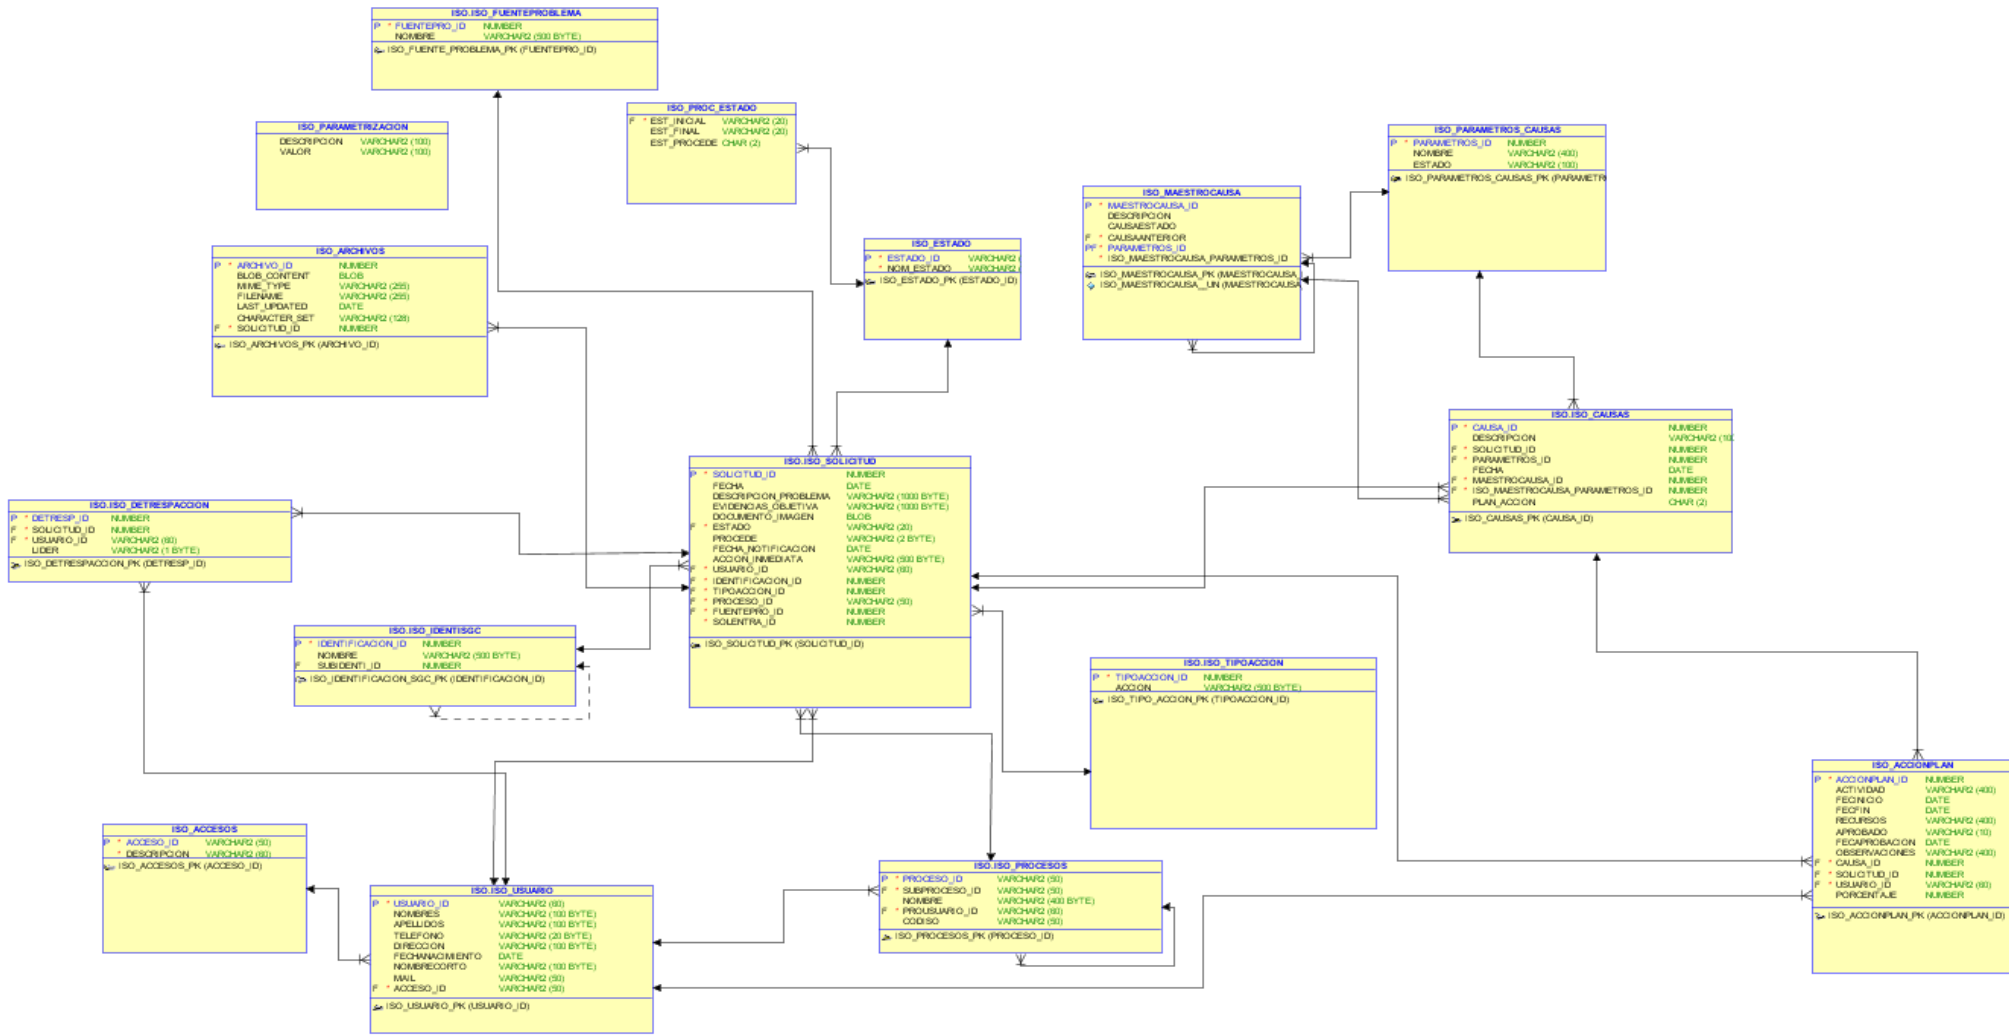 ISO.ISO_FUENTEPROBLEMA
P * FUENTEPRO_ID NUMBER
NOMBRE VARCHAR2 (500 BYTE)
ISO_FUENTE_PROBLEMA_PK (FUENTEPRO_ID)
ISO_PARAMETRIZACION
DESCRIPCION VARCHAR2 (100)
VALOR VARCHAR2 (100)
ISO_PROC_ESTADO
F * EST_INICIAL VARCHAR2 (20)
EST_FINAL VARCHAR2 (20)
EST_PROCEDE CHAR (2)
ISO_PARAMETROS_CAUSAS
P * PARAMETROS_ID NUMBER
NOMBRE VARCHAR2 (400)
ESTADO VARCHAR2 (100)
ISO_PARAMETROS_CAUSAS_PK (PARAMETR
ISO_MAESTROCAUSA
P * MAESTROCAUSA_ID
DESCRIPCION
CAUSAESTADO
F * CAUSAANTERIOR
PF * PARAMETROS_ID
* ISO_MAESTROCAUSA_PARAMETROS_ID
ISO_MAESTROCAUSA_PK (MAESTROCAUSA
ISO_MAESTROCAUSA__UN (MAESTROCAUSA
ISO_ARCHIVOS
P * ARCHIVO_ID NUMBER
BLOB_CONTENT BLOB
MIME_TYPE VARCHAR2 (255)
FILENAME VARCHAR2 (255)
LAST_UPDATED DATE
CHARACTER_SET VARCHAR2 (128)
F * SOLICITUD_ID NUMBER
ISO_ARCHIVOS_PK (ARCHIVO_ID)
ISO_ESTADO
P * ESTADO_ID VARCHAR2 (
* NOM_ESTADO VARCHAR2 (
ISO_ESTADO_PK (ESTADO_ID)
ISO.ISO_CAUSAS
P * CAUSA_ID NUMBER
DESCRIPCION VARCHAR2 (100
F * SOLICITUD_ID NUMBER
F * PARAMETROS_ID NUMBER
FECHA DATE
F * MAESTROCAUSA_ID NUMBER
F * ISO_MAESTROCAUSA_PARAMETROS_ID NUMBER
PLAN_ACCION CHAR (2)
ISO_CAUSAS_PK (CAUSA_ID)
ISO.ISO_SOLICITUD
P * SOLICITUD_ID NUMBER
FECHA DATE
DESCRIPCION_PROBLEMA VARCHAR2 (1000 BYTE)
EVIDENCIAS_OBJETIVA VARCHAR2 (1000 BYTE)
DOCUMENTO_IMAGEN BLOB
F * ESTADO VARCHAR2 (20)
PROCEDE VARCHAR2 (2 BYTE)
FECHA_NOTIFICACION DATE
ACCION_INMEDIATA VARCHAR2 (500 BYTE)
F * USUARIO_ID VARCHAR2 (60)
F * IDENTIFICACION_ID NUMBER
F * TIPOACCION_ID NUMBER
F * PROCESO_ID VARCHAR2 (50)
F * FUENTEPRO_ID NUMBER
* SOLENTRA_ID NUMBER
ISO_SOLICITUD_PK (SOLICITUD_ID)
ISO.ISO_DETRESPACCION
P * DETRESP_ID NUMBER
F * SOLICITUD_ID NUMBER
F * USUARIO_ID VARCHAR2 (60)
LIDER VARCHAR2 (1 BYTE)
ISO_DETRESPACCION_PK (DETRESP_ID)
ISO.ISO_IDENTISGC
P * IDENTIFICACION_ID NUMBER
NOMBRE VARCHAR2 (500 BYTE)
F SUBIDENTI_ID NUMBER
ISO_IDENTIFICACION_SGC_PK (IDENTIFICACION_ID)
ISO.ISO_TIPOACCION
P * TIPOACCION_ID NUMBER
ACCION VARCHAR2 (500 BYTE)
ISO_TIPO_ACCION_PK (TIPOACCION_ID)
ISO_ACCIONPLAN
P * ACCIONPLAN_ID NUMBER
ACTIVIDAD VARCHAR2 (400)
FECINICIO DATE
FECFIN DATE
RECURSOS VARCHAR2 (400)
APROBADO VARCHAR2 (10)
FECAPROBACION DATE
OBSERVACIONES VARCHAR2 (400)
F * CAUSA_ID NUMBER
F * SOLICITUD_ID NUMBER
F * USUARIO_ID VARCHAR2 (60)
PORCENTAJE NUMBER
ISO_ACCIONPLAN_PK (ACCIONPLAN_ID)
ISO_ACCESOS
P * ACCESO_ID VARCHAR2 (50)
* DESCRIPCION VARCHAR2 (60)
ISO_ACCESOS_PK (ACCESO_ID)
ISO.ISO_USUARIO
P * USUARIO_ID VARCHAR2 (60)
NOMBRES VARCHAR2 (100 BYTE)
APELLIDOS VARCHAR2 (100 BYTE)
TELEFONO VARCHAR2 (20 BYTE)
DIRECCION VARCHAR2 (100 BYTE)
FECHANACIMIENTO DATE
NOMBRECORTO VARCHAR2 (100 BYTE)
MAIL VARCHAR2 (50)
F * ACCESO_ID VARCHAR2 (50)
ISO_USUARIO_PK (USUARIO_ID)
ISO.ISO_PROCESOS
P * PROCESO_ID VARCHAR2 (50)
F * SUBPROCESO_ID VARCHAR2 (50)
NOMBRE VARCHAR2 (400 BYTE)
F * PROUSUARIO_ID VARCHAR2 (60)
CODISO VARCHAR2 (50)
ISO_PROCESOS_PK (PROCESO_ID)